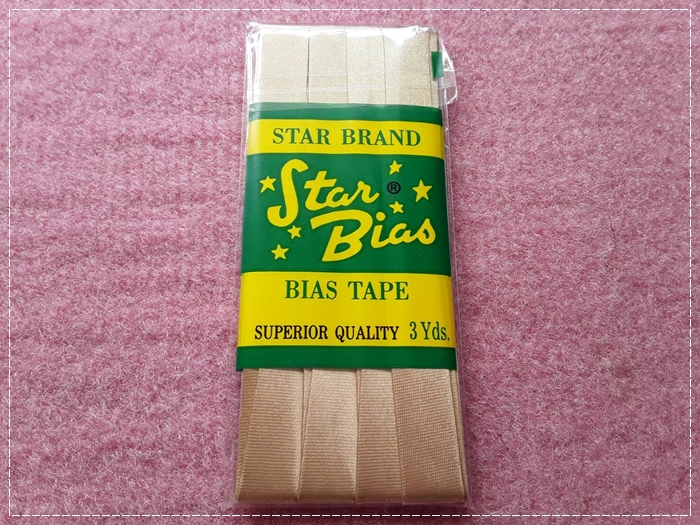 STAR BRAND
Star ®
Bias
BIAS TAPE
SUPERIOR QUALITY 3 Yds.